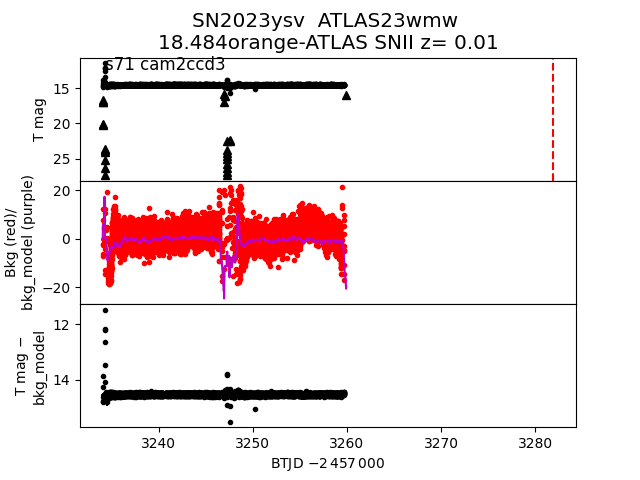 SN2023ysv  ATLAS23wmw
18.484orange-ATLAS SNII z= 0.01
s71 cam2ccd3
T mag
15
20
25
Bkg (red)/
bkg_model (purple)
20
0
−20
T mag −
bkg_model
12
14
3240 3250 3260 3270 3280
BTJD −2 457 000